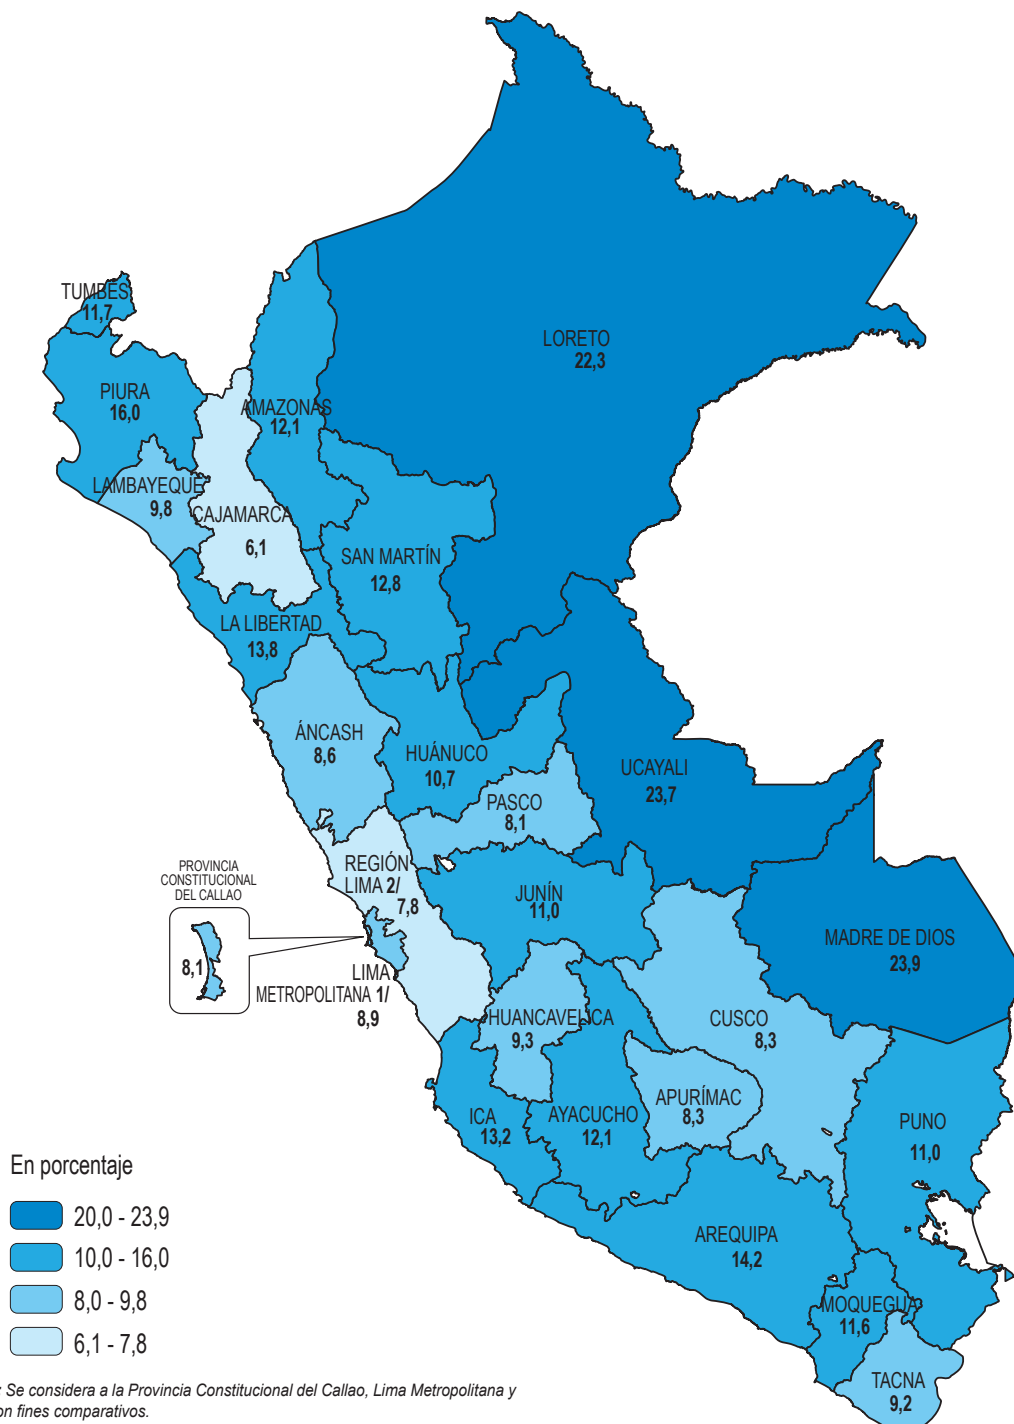 TUMBES
11,7
LORETO
22,3
PIURA
16,0
AMAZONAS
12,1
LAMBAYEQUE
9,8
CAJAMARCA
6,1
SAN MARTÍN
12,8
LA LIBERTAD
13,8
ÁNCASH
8,6
HUÁNUCO
10,7
UCAYALI
23,7
PASCO
8,1
PROVINCIA
CONSTITUCIONAL
DEL CALLAO
8,1
REGIÓN
LIMA 2/
7,8
JUNÍN
11,0
MADRE DE DIOS
23,9
LIMA
METROPOLITANA 1/
8,9
HUANCAVELICA
9,3
CUSCO
8,3
ICA
13,2
AYACUCHO
12,1
APURÍMAC
8,3
PUNO
11,0
AREQUIPA
14,2
MOQUEGUA
11,6
TACNA
9,2
En porcentaje
20,0 - 23,9
10,0 - 16,0
8,0 - 9,8
6,1 - 7,8
: Se considera a la Provincia Constitucional del Callao, Lima Metropolitana y
on fines comparativos.